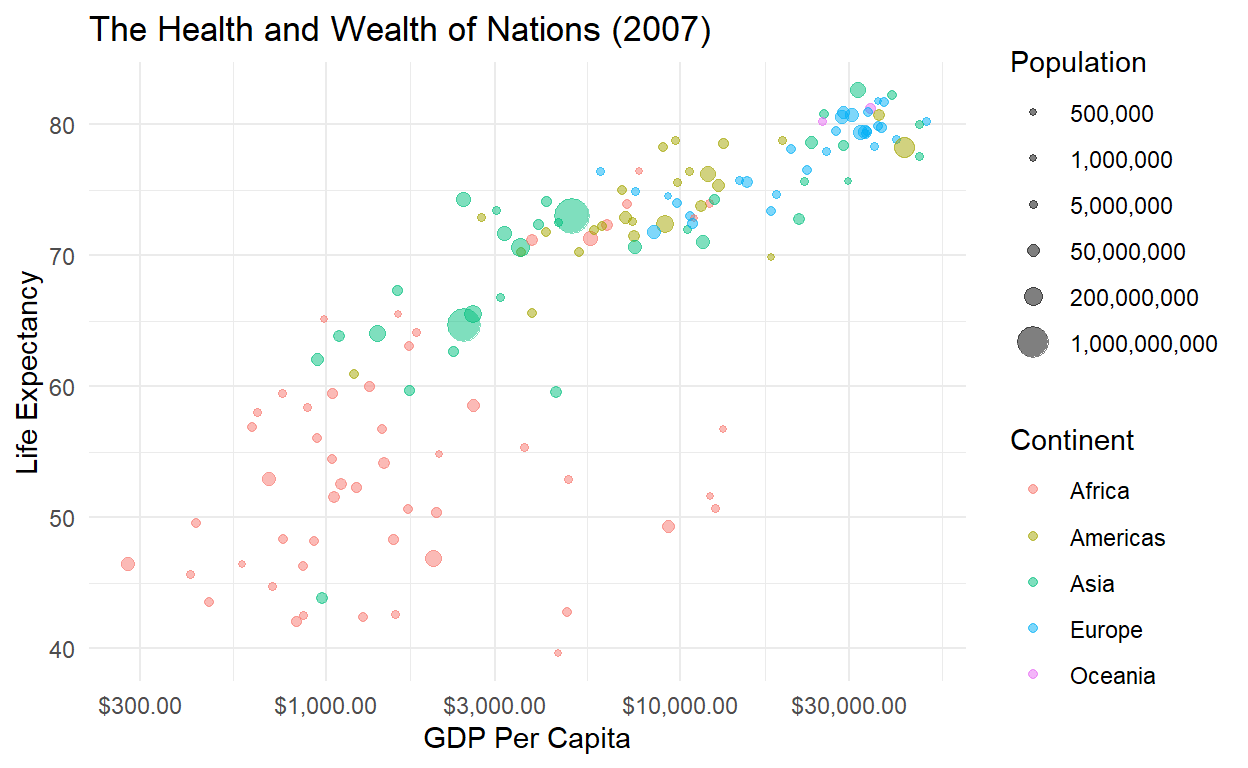 The Health and Wealth of Nations (2007)
Life Expectancy
80
70
60
50
40
$300.00
$1,000.00
$3,000.00
$10,000.00
$30,000.00
GDP Per Capita
Population
500,000
1,000,000
5,000,000
50,000,000
200,000,000
1,000,000,000
Continent
Africa
Americas
Asia
Europe
Oceania